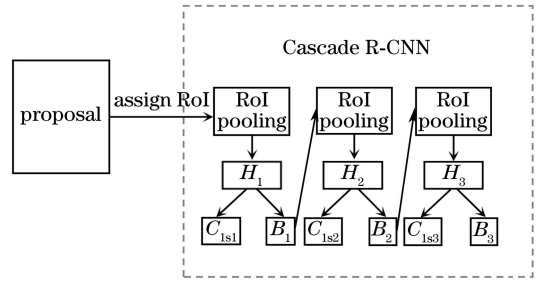 Cascade R-CNN
proposal
assign RoI
RoI
pooling
RoI
pooling
RoI
pooling
H1
H2
H3
C1s1
B1
C1s2
B2
C1s3
B3